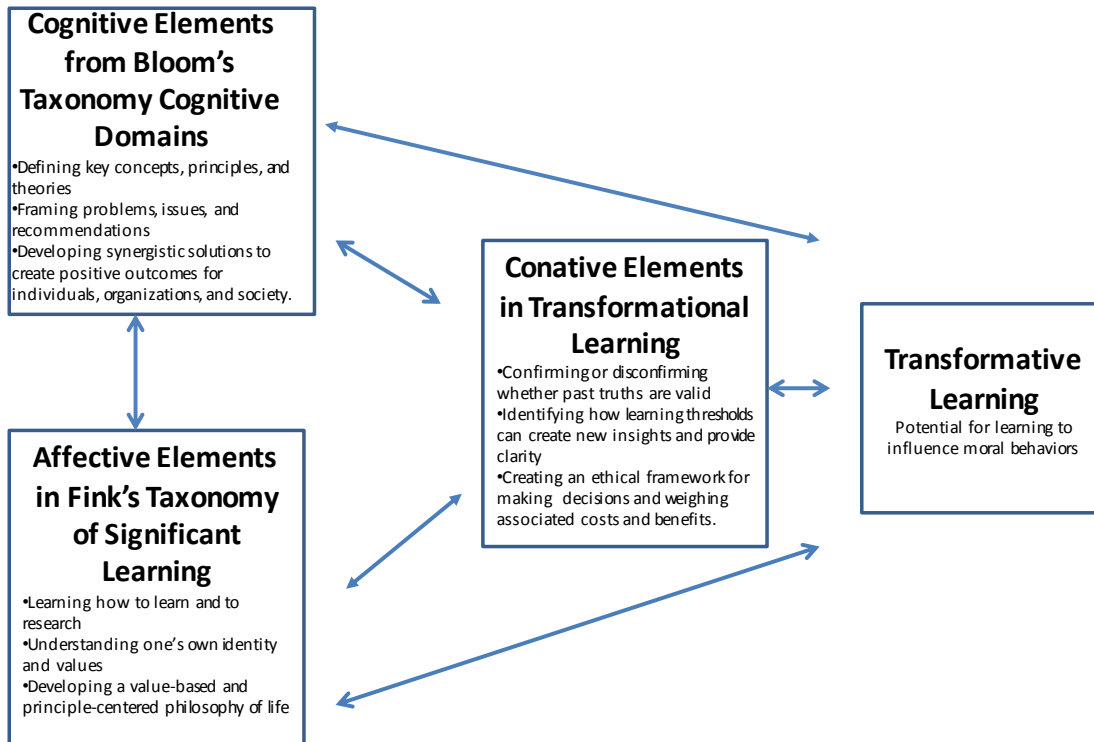 Cognitive Elements
from Bloom's
Taxonomy Cognitive
Domains
•Defining key concepts, principles, and
theories
•Framing problems, issues, and
recommendations
•Developing synergistic solutions to
create positive outcomes for
individuals, organizations, and society.
Affective Elements
in Fink's Taxonomy
of Significant
Learning
•Learning how to learn and to
research
•Understanding one's own identity
and values
•Developing a value-based and
principle-centered philosophy of life
Conative Elements
in Transformational
Learning
•Confirming or disconfirming
whether past truths are valid
•Identifying how learning thresholds
can create new insights and provide
clarity
•Creating an ethical framework for
making decisions and weighing
associated costs and benefits.
Transformative
Learning
Potential for learning to
influence moral behaviors